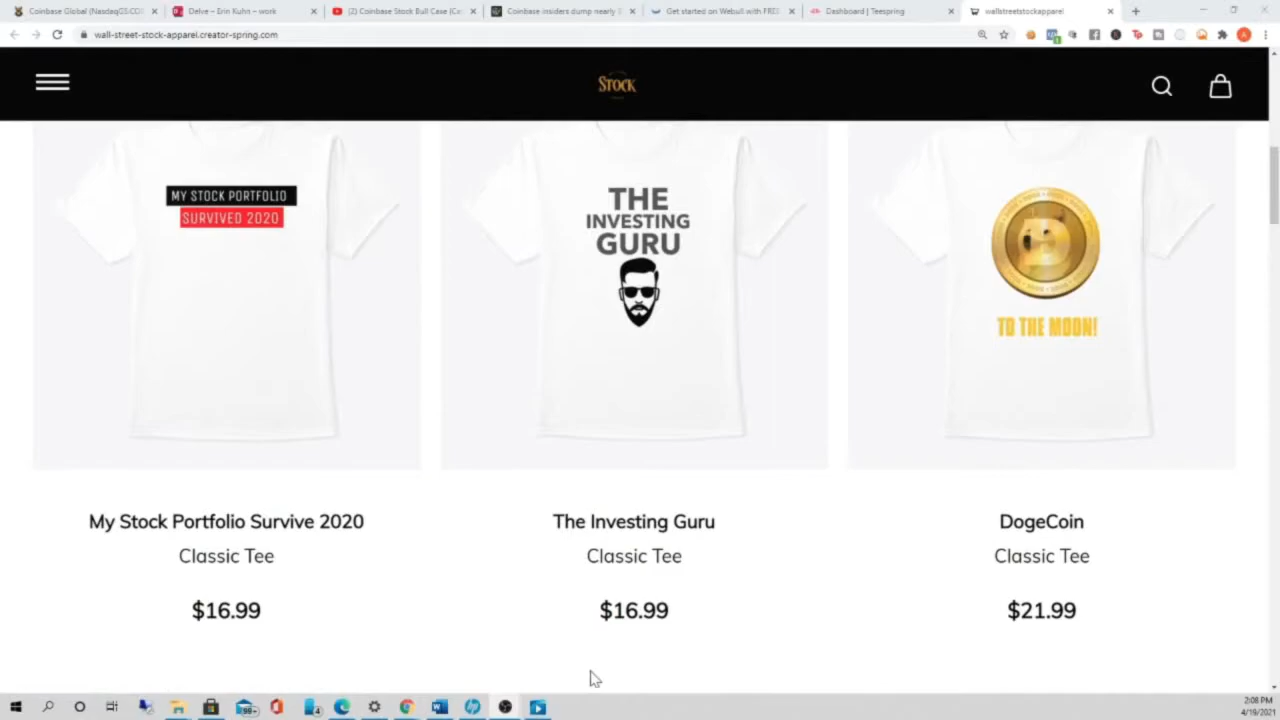 Coinbase Global (NasdaqGS:CO
Delve – Erin Kuhn – work
(2) Coinbase Stock Bull Case (Ca
Coinbase insiders dump nearly $
Get started on Webull with FREE
Dashboard | Teespring
wallstreetstockapparel
wall-street-stock-apparel.creator-spring.com
STOCK
MY STOCK PORTFOLIO
SURVIVED 2020
THE
INVESTING
GURU
TO THE MOON!
My Stock Portfolio Survive 2020
The Investing Guru
DogeCoin
Classic Tee
Classic Tee
Classic Tee
$16.99
$16.99
$21.99
99+
4
2:08 PM
4/19/2021